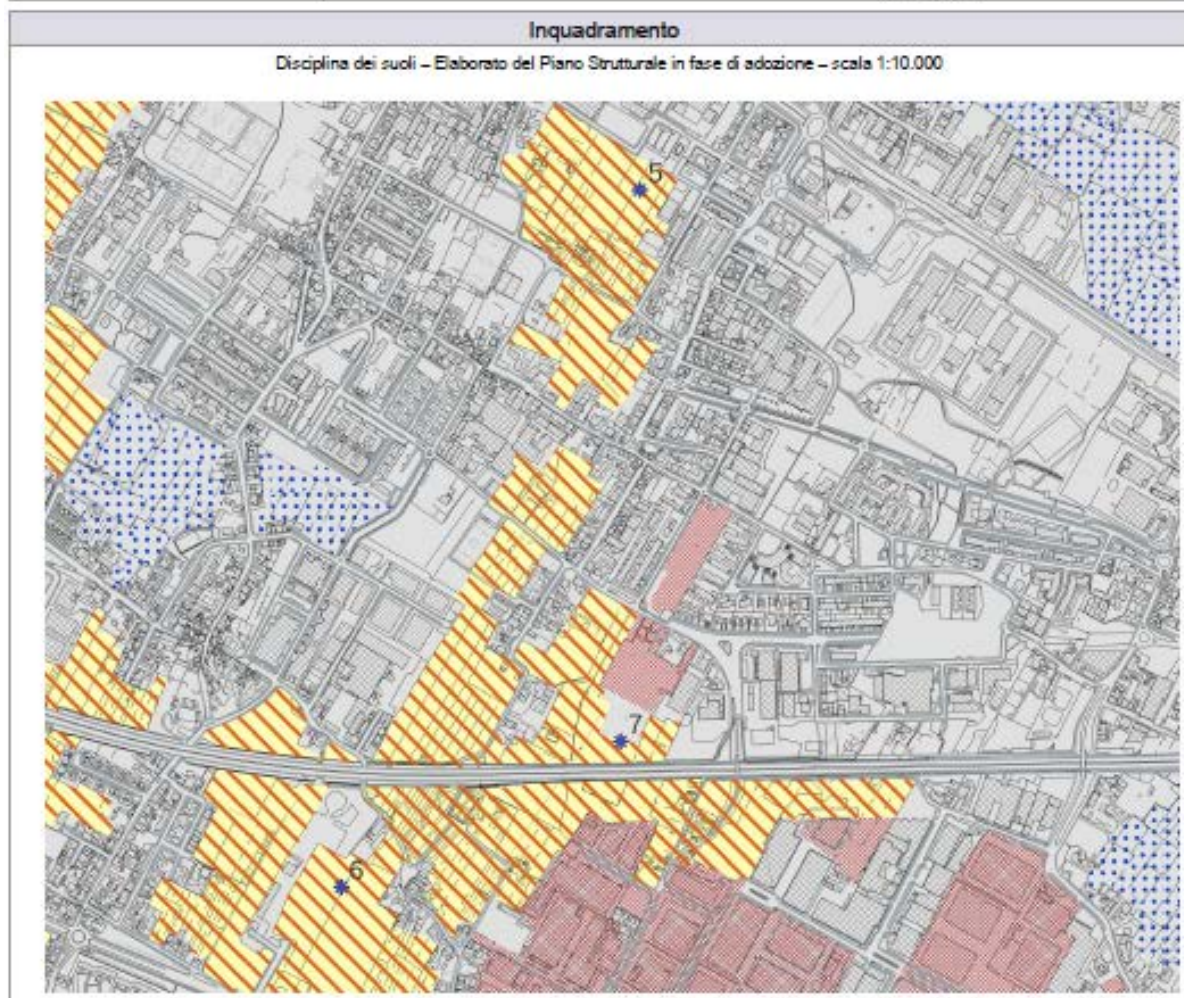 Inquadramento
Disciplina dei suoli – Elaborato del Piano Strutturale in fase di adozione – scala 1:10.000
5
7
6